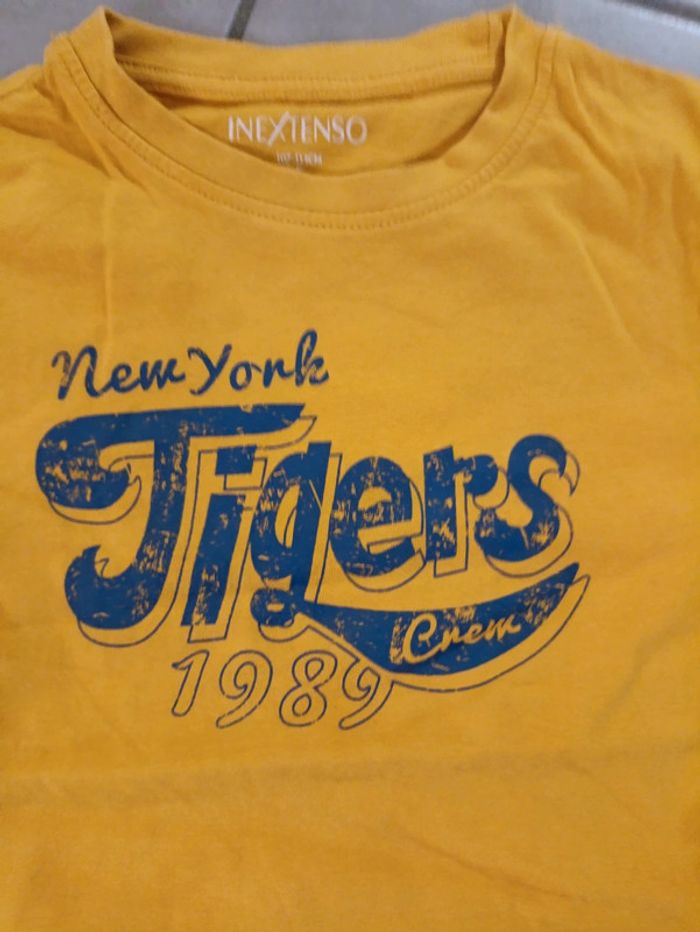 INEXTENSO
New York
Tigers
Crew
1989